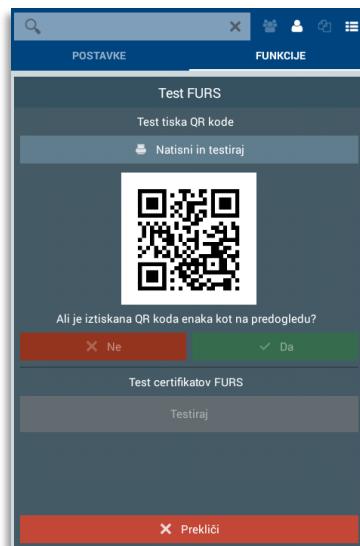 POSTAVKE
FUNKCIJE
Test FURS
Test tiska QR kode
Natisni in testiraj
Ali je iztiskana QR koda enaka kot na predogledu?
Ne
Da
Test certifikatov FURS
Testiraj
Prekliči